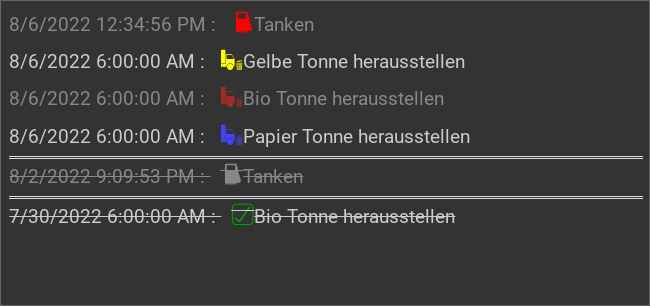 8/6/2022 12:34:56 PM : Tanken
8/6/2022 6:00:00 AM : Gelbe Tonne herausstellen
8/6/2022 6:00:00 AM : Bio Tonne herausstellen
8/6/2022 6:00:00 AM : Papier Tonne herausstellen
8/2/2022 9:09:53 PM : Tanken
7/30/2022 6:00:00 AM : Bio Tonne herausstellen